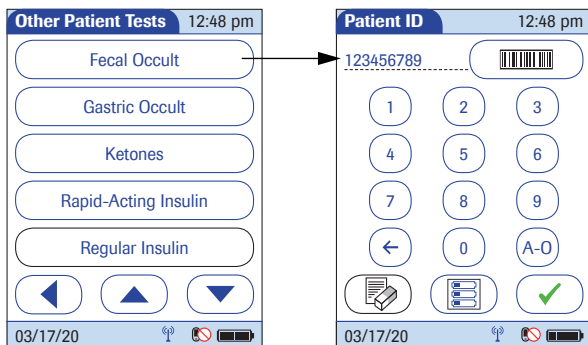 Other Patient Tests 12:48 pm
Fecal Occult
Gastric Occult
Ketones
Rapid-Acting Insulin
Regular Insulin
03/17/20
Patient ID 12:48 pm
123456789
1 2 3
4 5 6
7 8 9
← 0 A-O
03/17/20